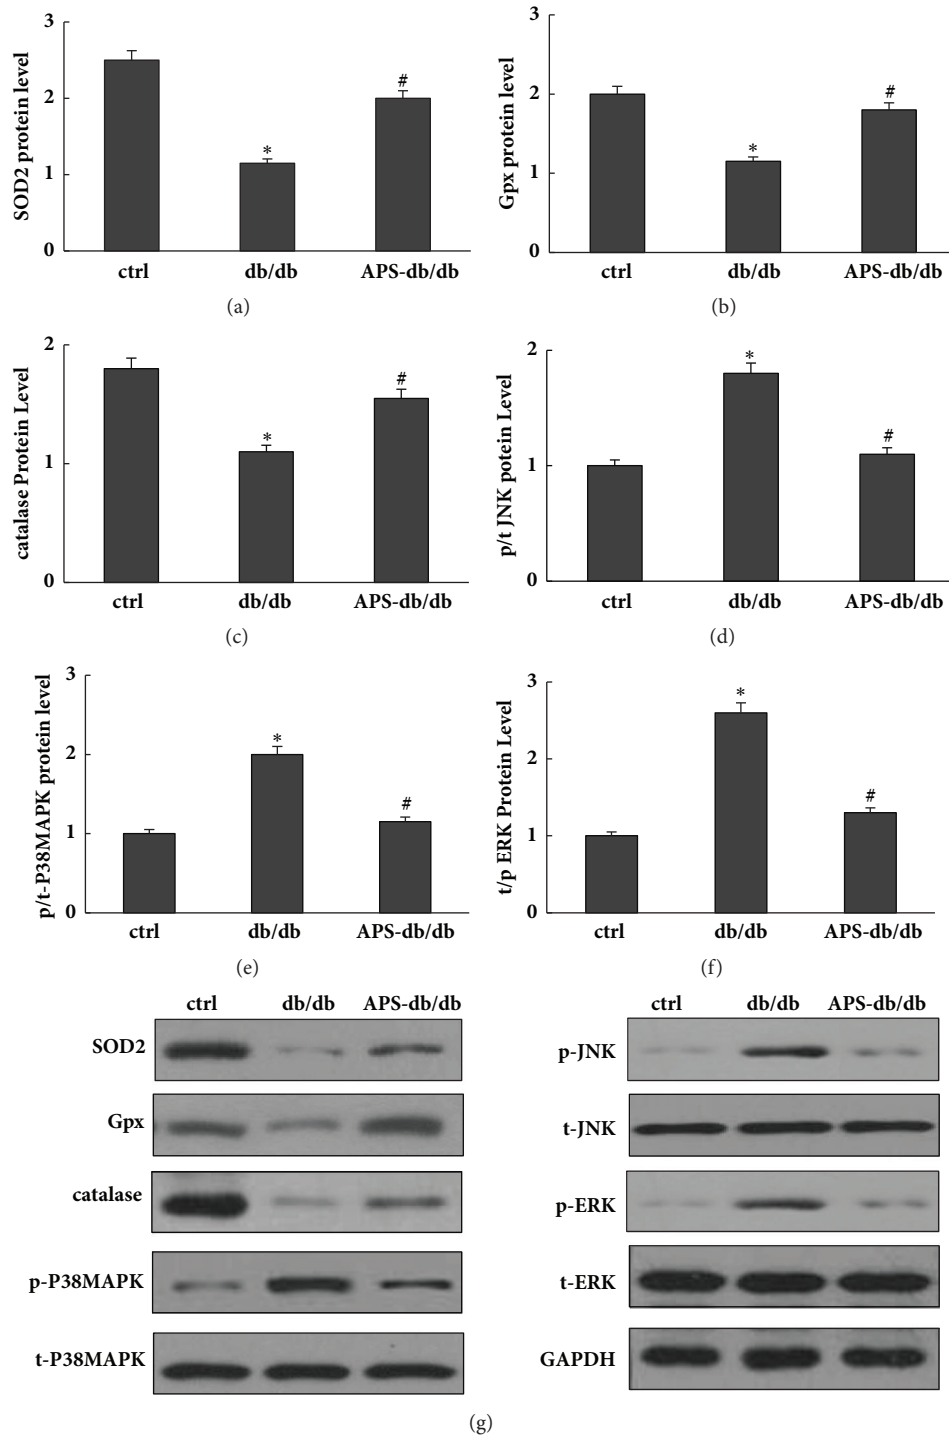 SOD2 protein level
3
2
1
0
*
#
ctrl db/db APS-db/db
(a)
Gpx protein level
3
2
1
0
*
#
ctrl db/db APS-db/db
(b)
catalase Protein Level
2
1
0
*
#
ctrl db/db APS-db/db
(c)
p/t JNK potein Level
2
1
0
*
#
ctrl db/db APS-db/db
(d)
p/t-P38MAPK protein level
3
2
1
0
*
#
ctrl db/db APS-db/db
(e)
t/p ERK Protein Level
3
2
1
0
*
#
ctrl db/db APS-db/db
(f)
ctrl db/db APS-db/db
SOD2
Gpx
catalase
p-P38MAPK
t-P38MAPK
ctrl db/db APS-db/db
p-JNK
t-JNK
p-ERK
t-ERK
GAPDH
(g)